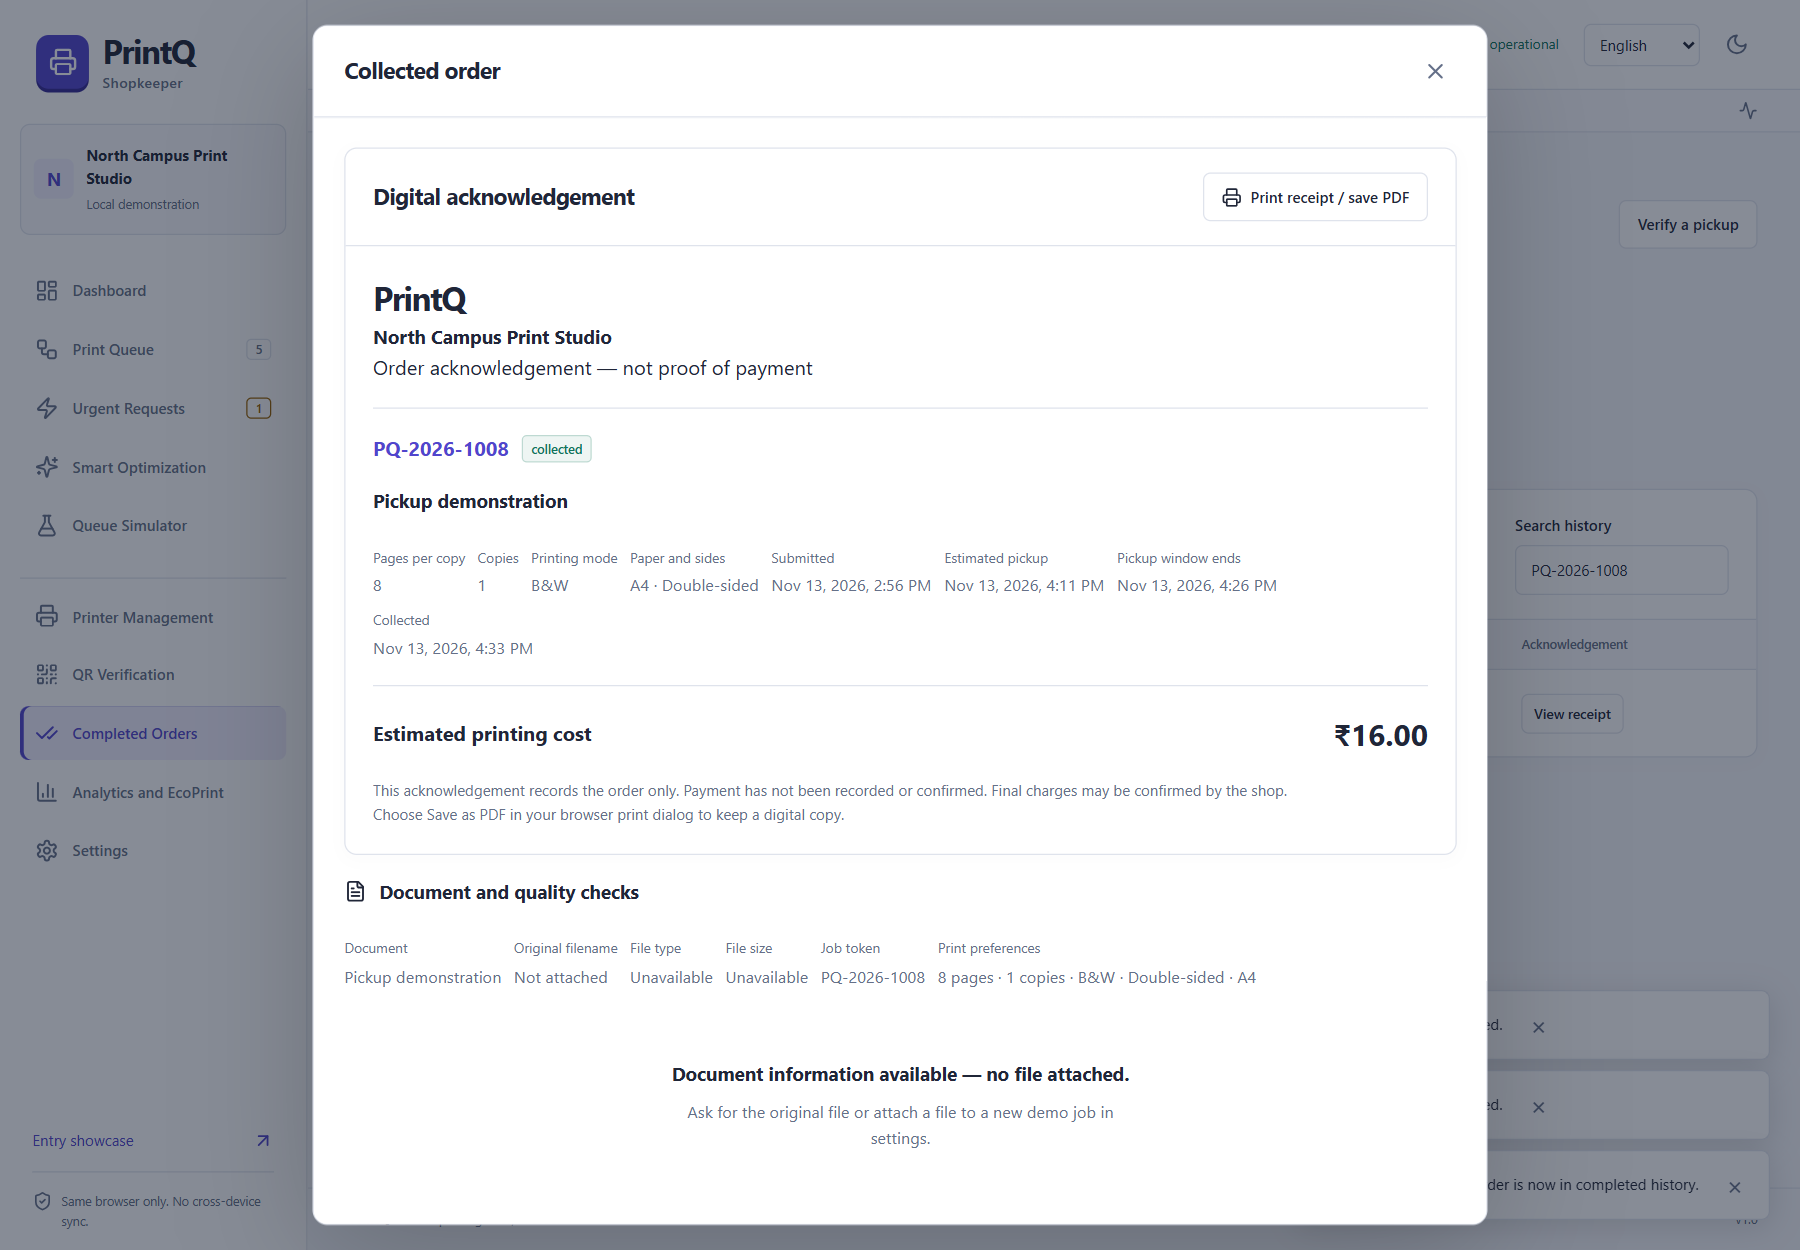 PrintQ
Shopkeeper
North Campus Print
Studio
N
Local demonstration
Dashboard
Print Queue
5
Urgent Requests
1
Smart Optimization
Queue Simulator
Printer Management
QR Verification
Completed Orders
Analytics and EcoPrint
Settings
Entry showcase
Same browser only. No cross-device
sync.
operational
English
Verify a pickup
Search history
PQ-2026-1008
Acknowledgement
View receipt
Collected order
Digital acknowledgement
Print receipt / save PDF
PrintQ
North Campus Print Studio
Order acknowledgement — not proof of payment
PQ-2026-1008 collected
Pickup demonstration
Pages per copy Copies Printing mode Paper and sides Submitted Estimated pickup Pickup window ends
8 1 B&W A4 · Double-sided Nov 13, 2026, 2:56 PM Nov 13, 2026, 4:11 PM Nov 13, 2026, 4:26 PM
Collected
Nov 13, 2026, 4:33 PM
Estimated printing cost ₹16.00
This acknowledgement records the order only. Payment has not been recorded or confirmed. Final charges may be confirmed by the shop.
Choose Save as PDF in your browser print dialog to keep a digital copy.
Document and quality checks
Document Original filename File type File size Job token Print preferences
Pickup demonstration Not attached Unavailable Unavailable PQ-2026-1008 8 pages · 1 copies · B&W · Double-sided · A4
Document information available — no file attached.
Ask for the original file or attach a file to a new demo job in
settings.
is now in completed history.